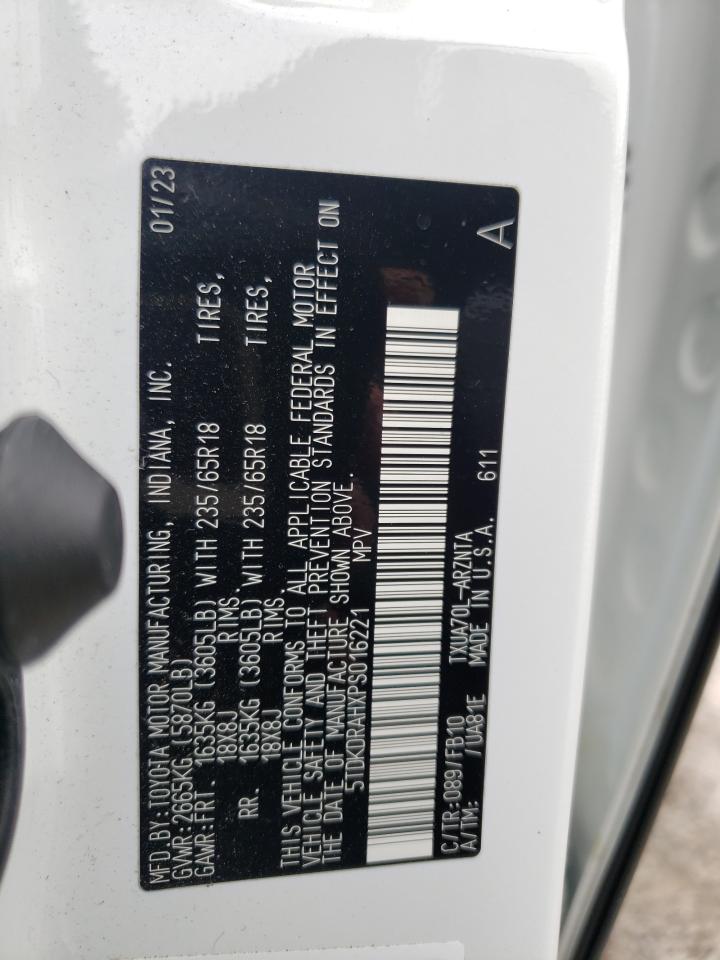 MFD.BY:TOYOTA MOTOR MANUFACTURING, INDIANA, INC. 01/23
GVWR:2665KG (5870LB)
GAWR:FRT 1635KG (3605LB) WITH 235/65R18 TIRES,
18X8J RIMS.
RR. 1635KG (3605LB) WITH 235/65R18 TIRES,
18X8J RIMS.
THIS VEHICLE CONFORMS TO ALL APPLICABLE FEDERAL MOTOR
VEHICLE SAFETY AND THEFT PREVENTION STANDARDS IN EFFECT ON
THE DATE OF MANUFACTURE SHOWN ABOVE.
5TDKDRAHXPS016221 MPV
C/TR:089/FB10 TXUA70L-ARZNTA
A/TM: /UA81E MADE IN U.S.A. 611 A